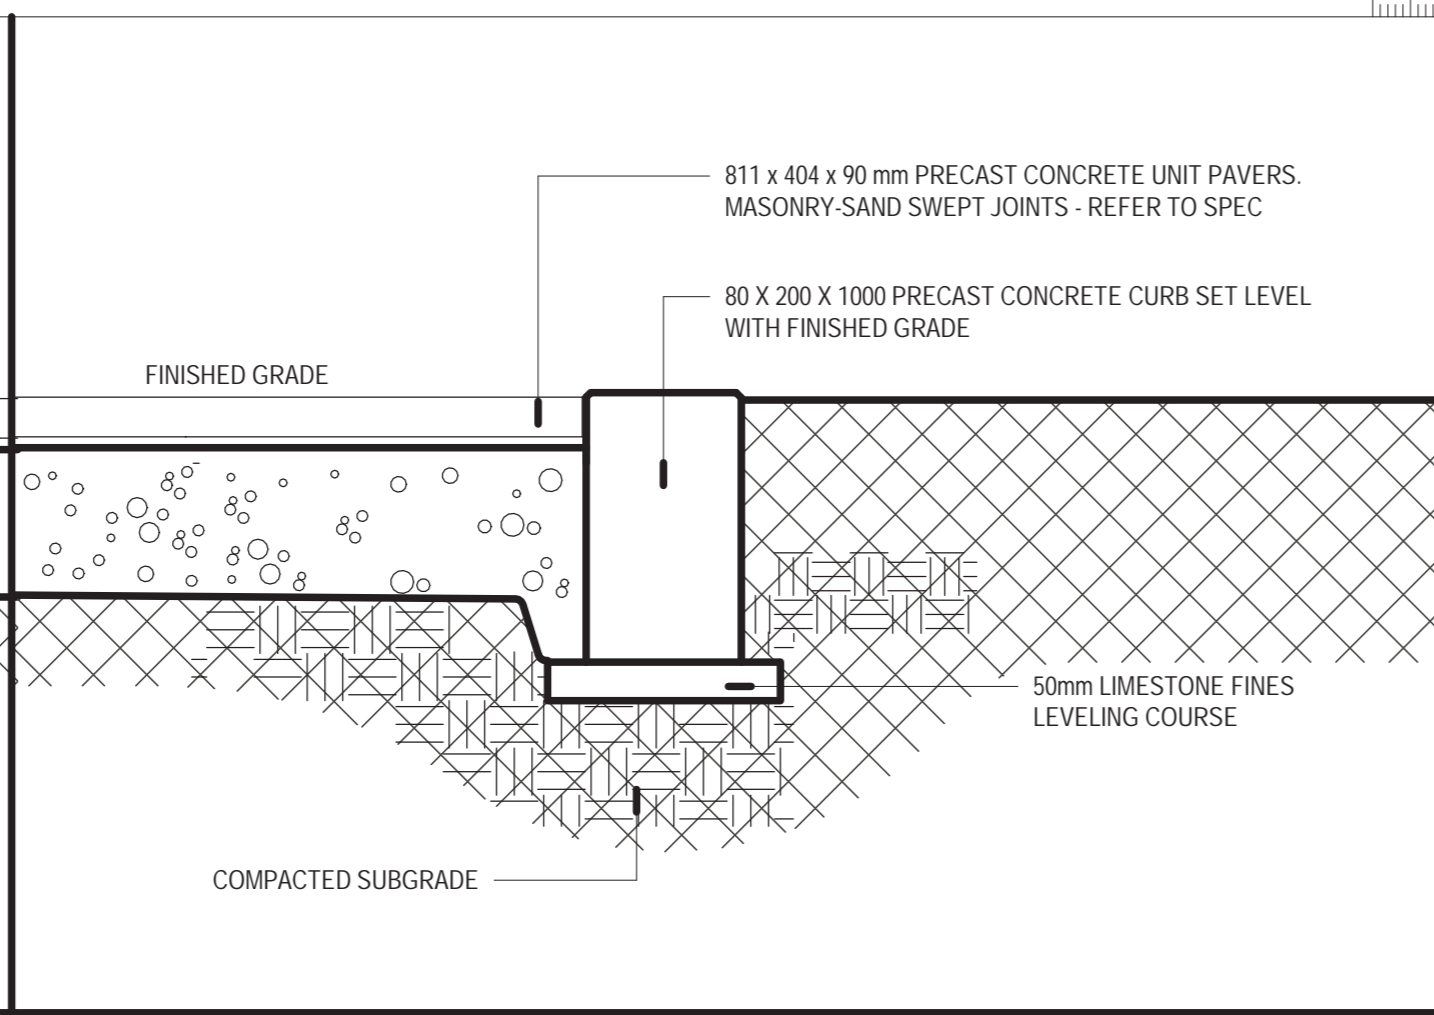 811 x 404 x 90 mm PRECAST CONCRETE UNIT PAVERS.
MASONRY-SAND SWEPT JOINTS - REFER TO SPEC
80 X 200 X 1000 PRECAST CONCRETE CURB SET LEVEL
WITH FINISHED GRADE
FINISHED GRADE
50mm LIMESTONE FINES
LEVELING COURSE
COMPACTED SUBGRADE